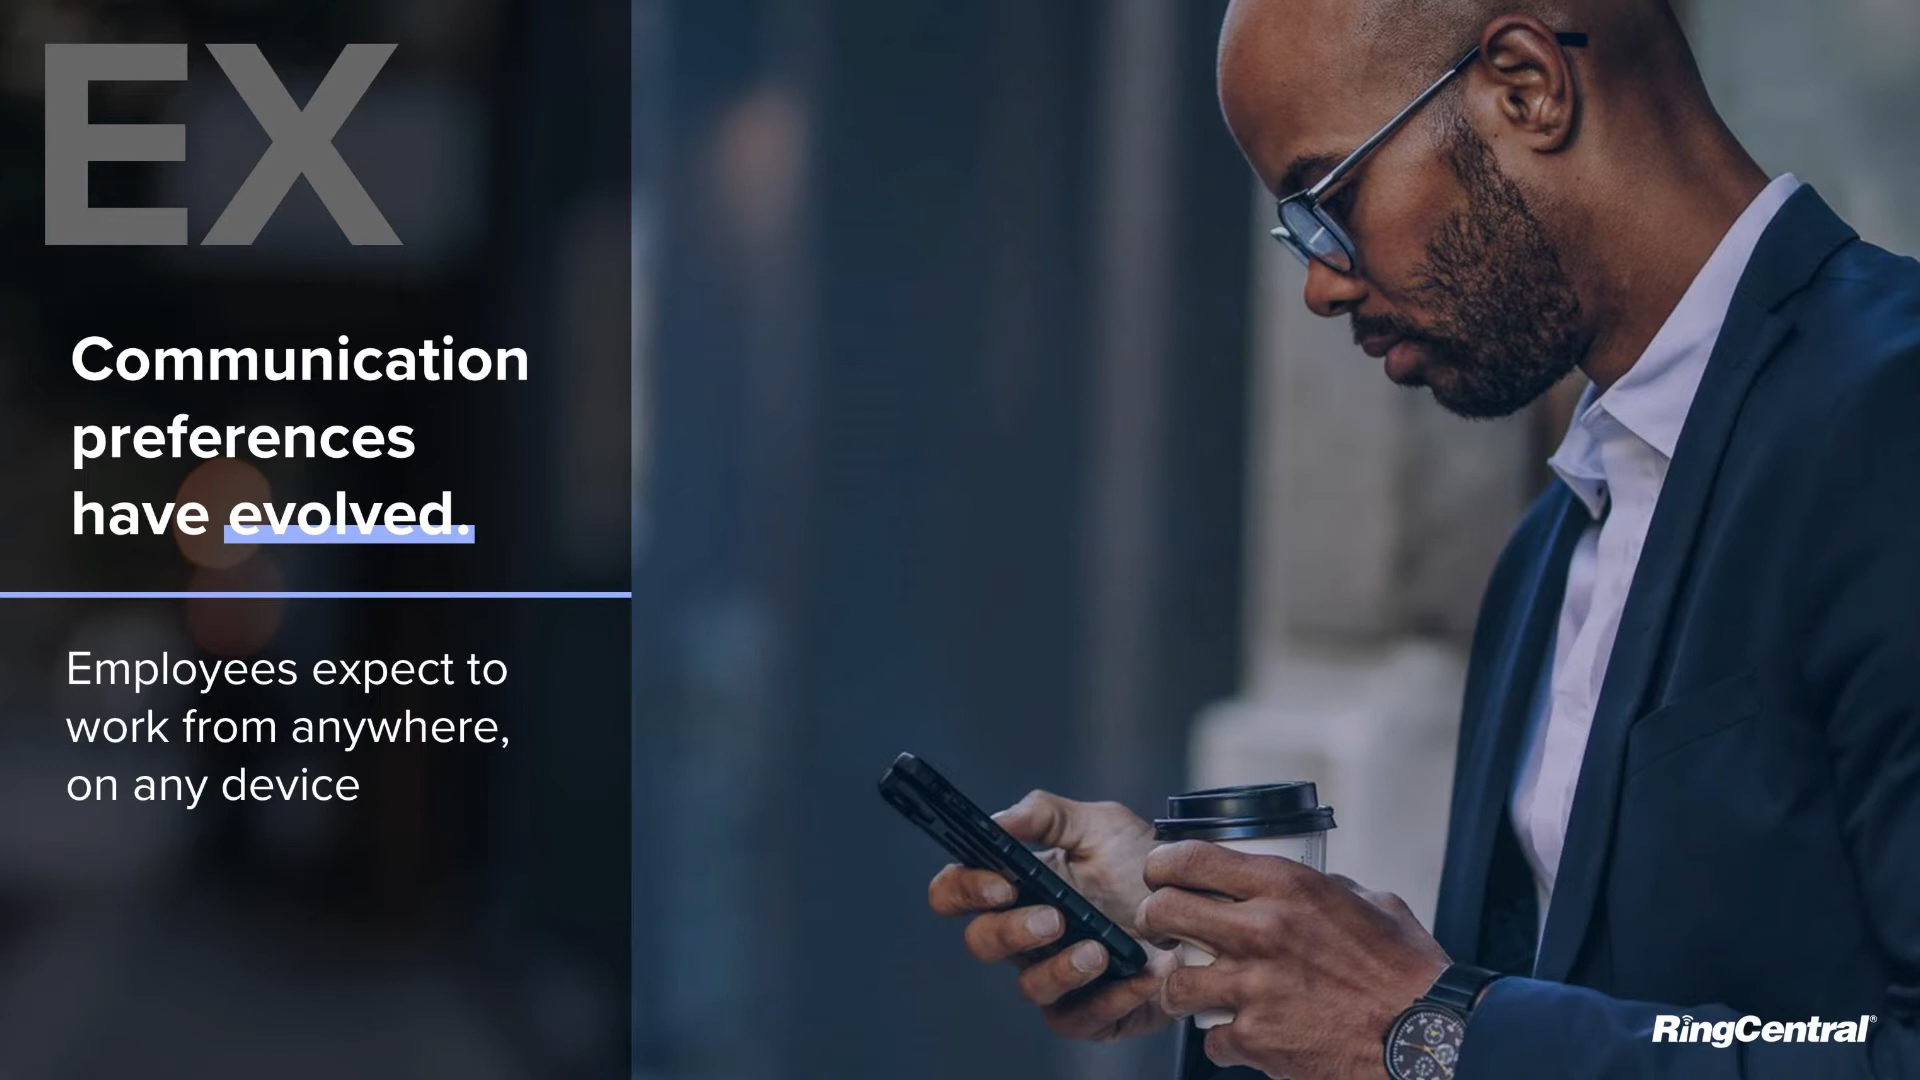 EX
Communication
preferences
have evolved.
Employees expect to
work from anywhere,
on any device
RingCentral®